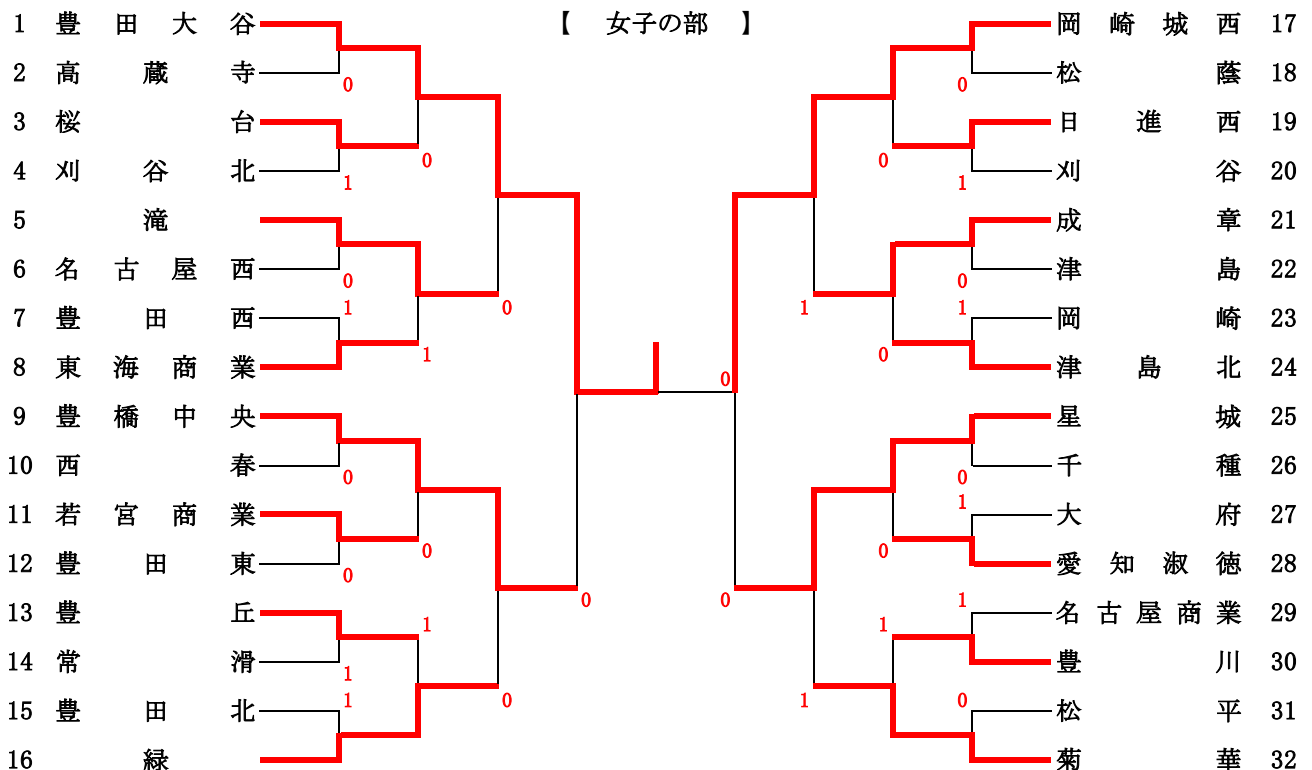 【 女子の部 】
1 豊田大谷
2 高蔵寺
0
3 桜台
4 刈谷北
1
0
5 滝
6 名古屋西
0
7 豊田西
1
8 東海商業
1
0
9 豊橋中央
10 西春
0
11 若宮商業
12 豊田東
0
0
13 豊丘
14 常滑
1
1
15 豊田北
1
16 緑
0
0
岡崎城西 17
松蔭 18
0
日進西 19
刈谷 20
1
0
成章 21
津島 22
0
岡崎 23
1
津島北 24
0
1
0
星城 25
千種 26
0
大府 27
1
愛知淑徳 28
0
名古屋商業 29
1
豊川 30
1
松平 31
0
菊華 32
1
0